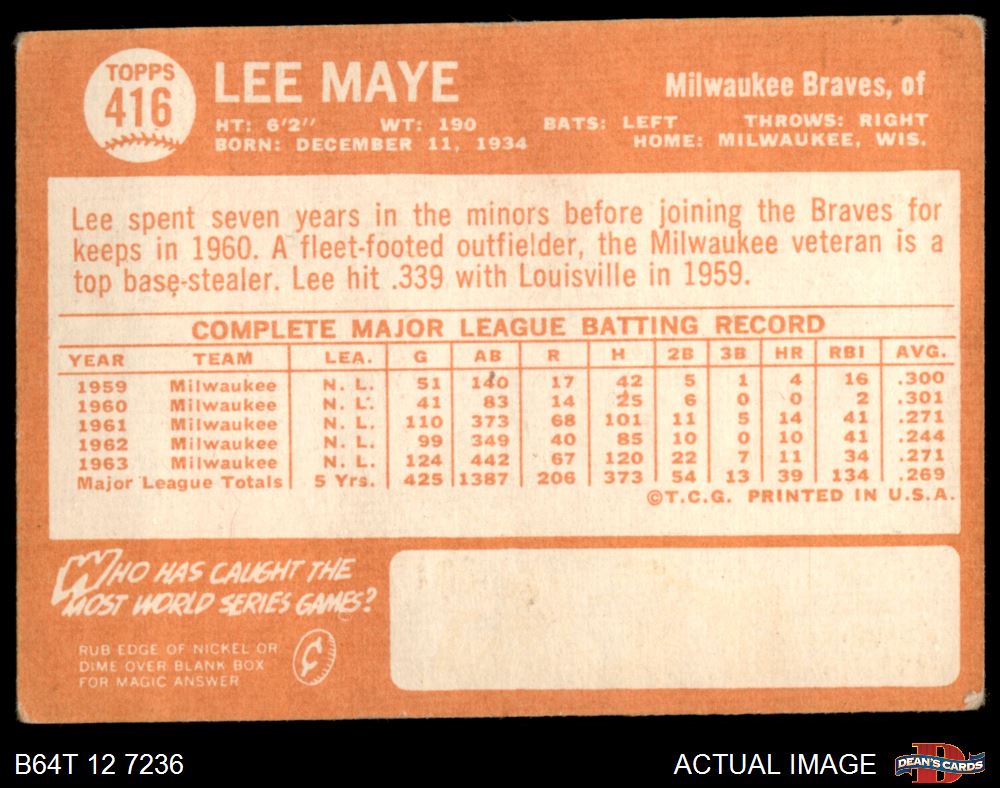 TOPPS
416
LEE MAYE
Milwaukee Braves, of
HT: 6'2" WT: 190 BATS: LEFT THROWS: RIGHT
BORN: DECEMBER 11, 1934 HOME: MILWAUKEE, WIS.
Lee spent seven years in the minors before joining the Braves for
keeps in 1960. A fleet-footed outfielder, the Milwaukee veteran is a
top base-stealer. Lee hit .339 with Louisville in 1959.
COMPLETE MAJOR LEAGUE BATTING RECORD
YEAR TEAM LEA. G AB R H 2B 3B HR RBI AVG.
1959 Milwaukee N. L. 51 140 17 42 5 1 4 16 .300
1960 Milwaukee N. L. 41 83 14 25 6 0 0 2 .301
1961 Milwaukee N. L. 110 373 68 101 11 5 14 41 .271
1962 Milwaukee N. L. 99 349 40 85 10 0 10 41 .244
1963 Milwaukee N. L. 124 442 67 120 22 7 11 34 .271
Major League Totals 5 Yrs. 425 1387 206 373 54 13 39 134 .269
©T.C.G. PRINTED IN U.S.A.
WHO HAS CAUGHT THE
MOST WORLD SERIES GAMES?
RUB EDGE OF NICKEL OR
DIME OVER BLANK BOX
FOR MAGIC ANSWER
¢
B64T 12 7236
ACTUAL IMAGE
D
DEAN'S CARDS